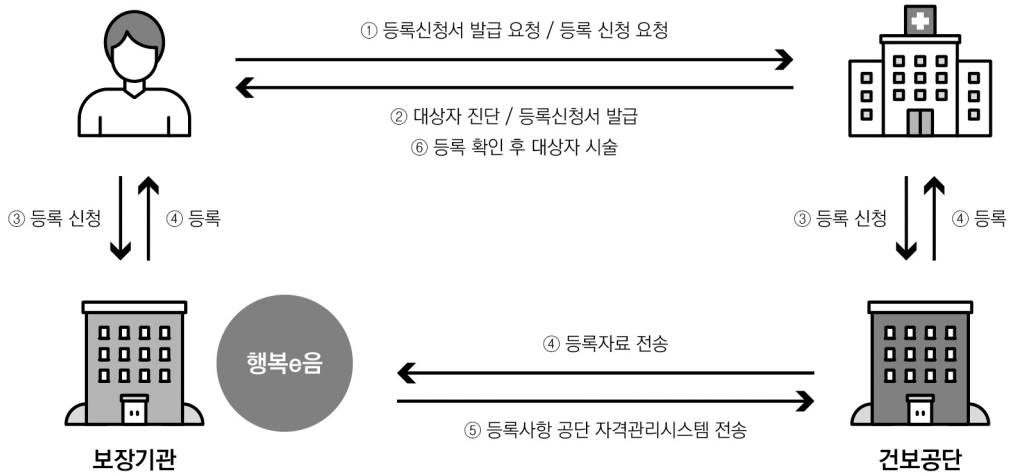 ① 등록신청서 발급 요청 / 등록 신청 요청
② 대상자 진단 / 등록신청서 발급
⑥ 등록 확인 후 대상자 시술
③ 등록 신청
④ 등록
③ 등록 신청
④ 등록
행복e음
④ 등록자료 전송
⑤ 등록사항 공단 자격관리시스템 전송
보장기관
건보공단